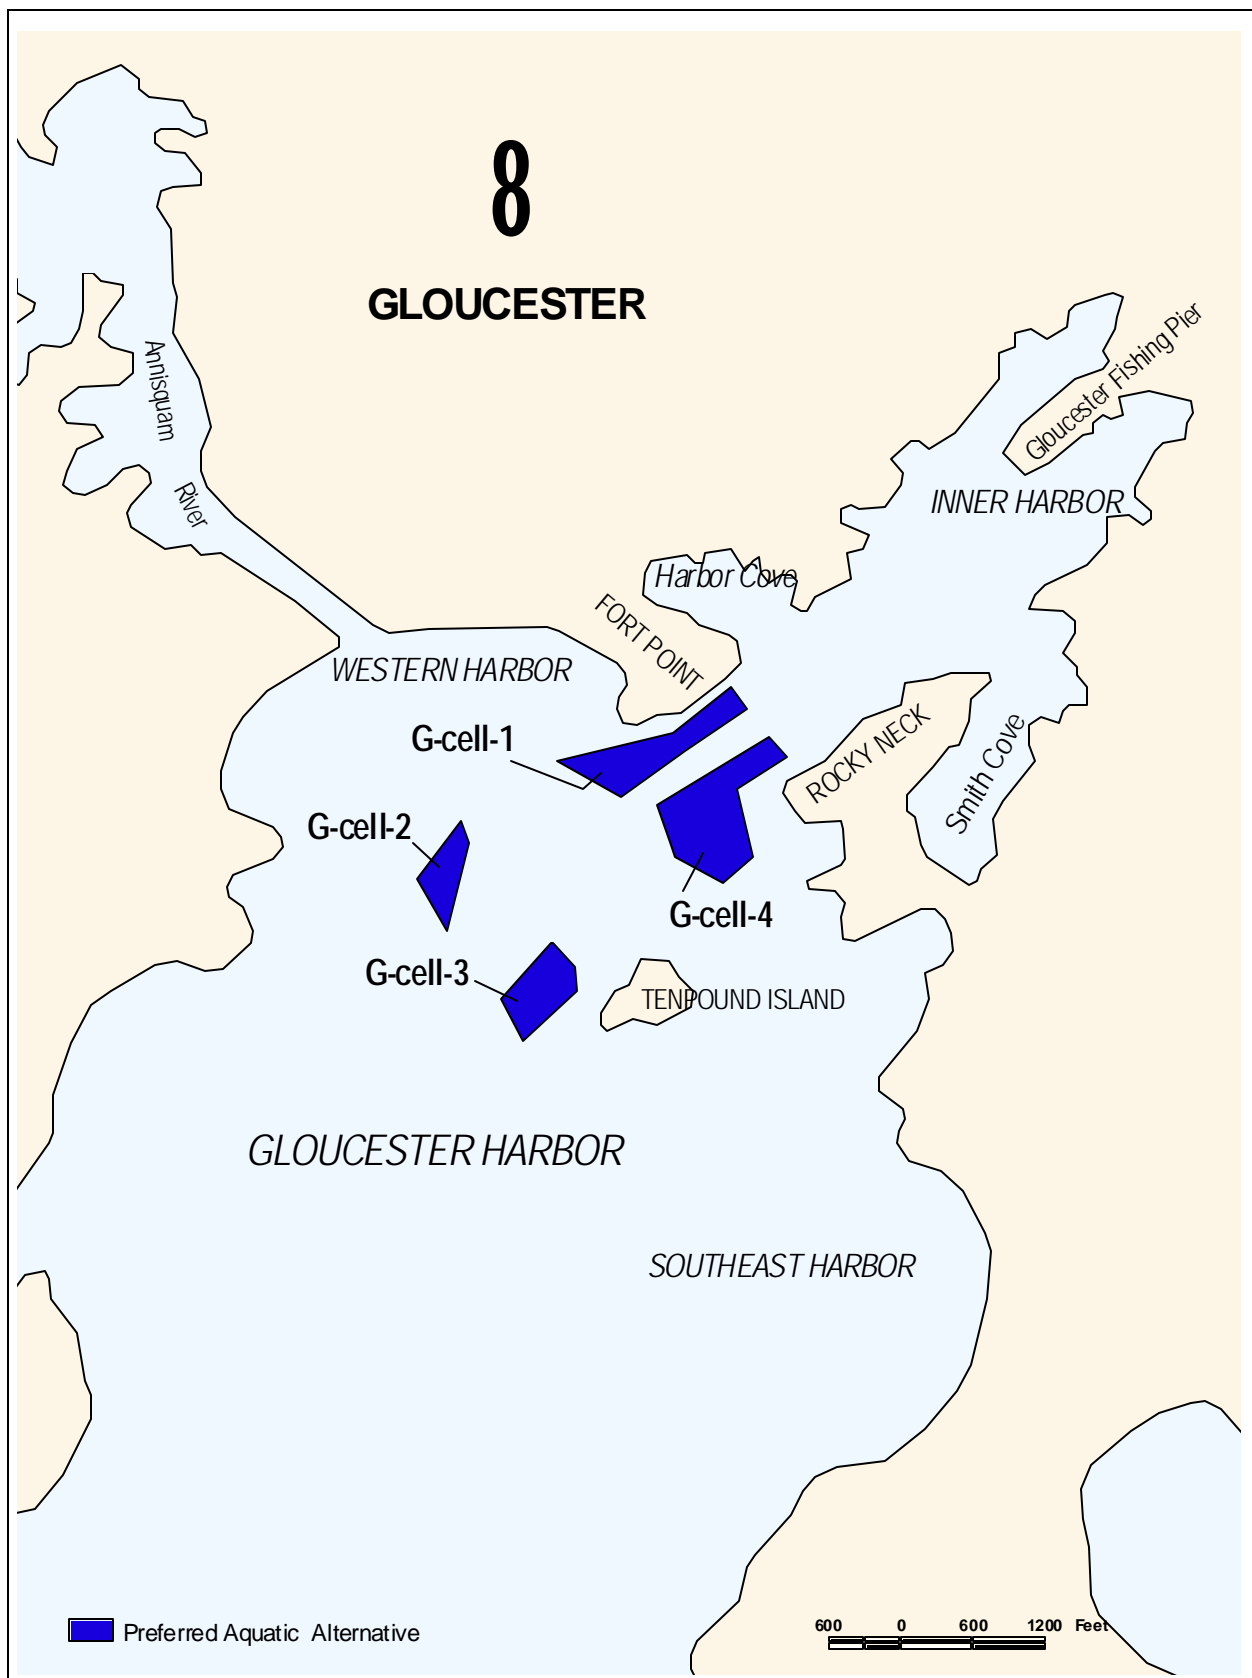 8
GLOUCESTER
Annisquam
River
Gloucester Fishing Pier
INNER HARBOR
Harbor Cove
FORT POINT
WESTERN HARBOR
ROCKY NECK
Smith Cove
G-cell-1
G-cell-2
G-cell-4
G-cell-3
TENPOUND ISLAND
GLOUCESTER HARBOR
SOUTHEAST HARBOR
Preferred Aquatic Alternative
600 0 600 1200 Feet